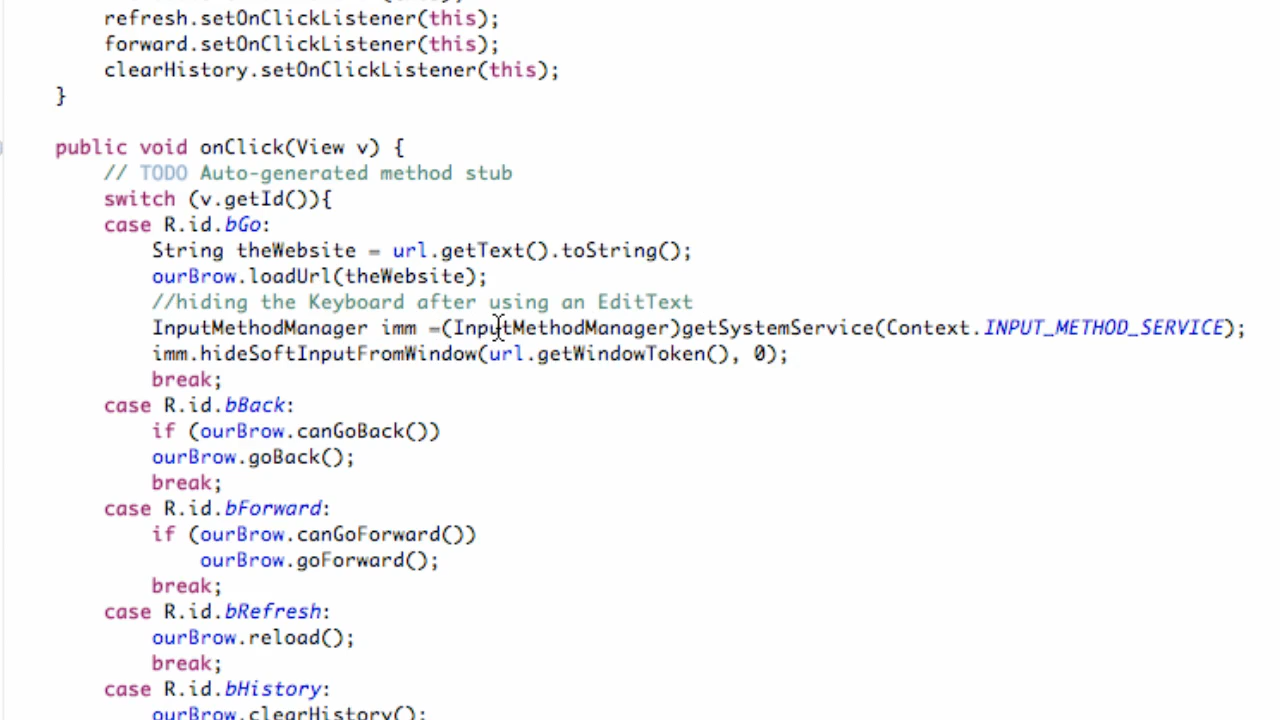 refresh.setOnClickListener(this);
forward.setOnClickListener(this);
clearHistory.setOnClickListener(this);
}
public void onClick(View v) {
// TODO Auto-generated method stub
switch (v.getId()){
case R.id.bGo:
String theWebsite = url.getText().toString();
ourBrow.loadUrl(theWebsite);
//hiding the Keyboard after using an EditText
InputMethodManager imm =(InputMethodManager)getSystemService(Context.INPUT_METHOD_SERVICE);
imm.hideSoftInputFromWindow(url.getWindowToken(), 0);
break;
case R.id.bBack:
if (ourBrow.canGoBack())
ourBrow.goBack();
break;
case R.id.bForward:
if (ourBrow.canGoForward())
ourBrow.goForward();
break;
case R.id.bRefresh:
ourBrow.reload();
break;
case R.id.bHistory:
ourBrow.clearHistory();